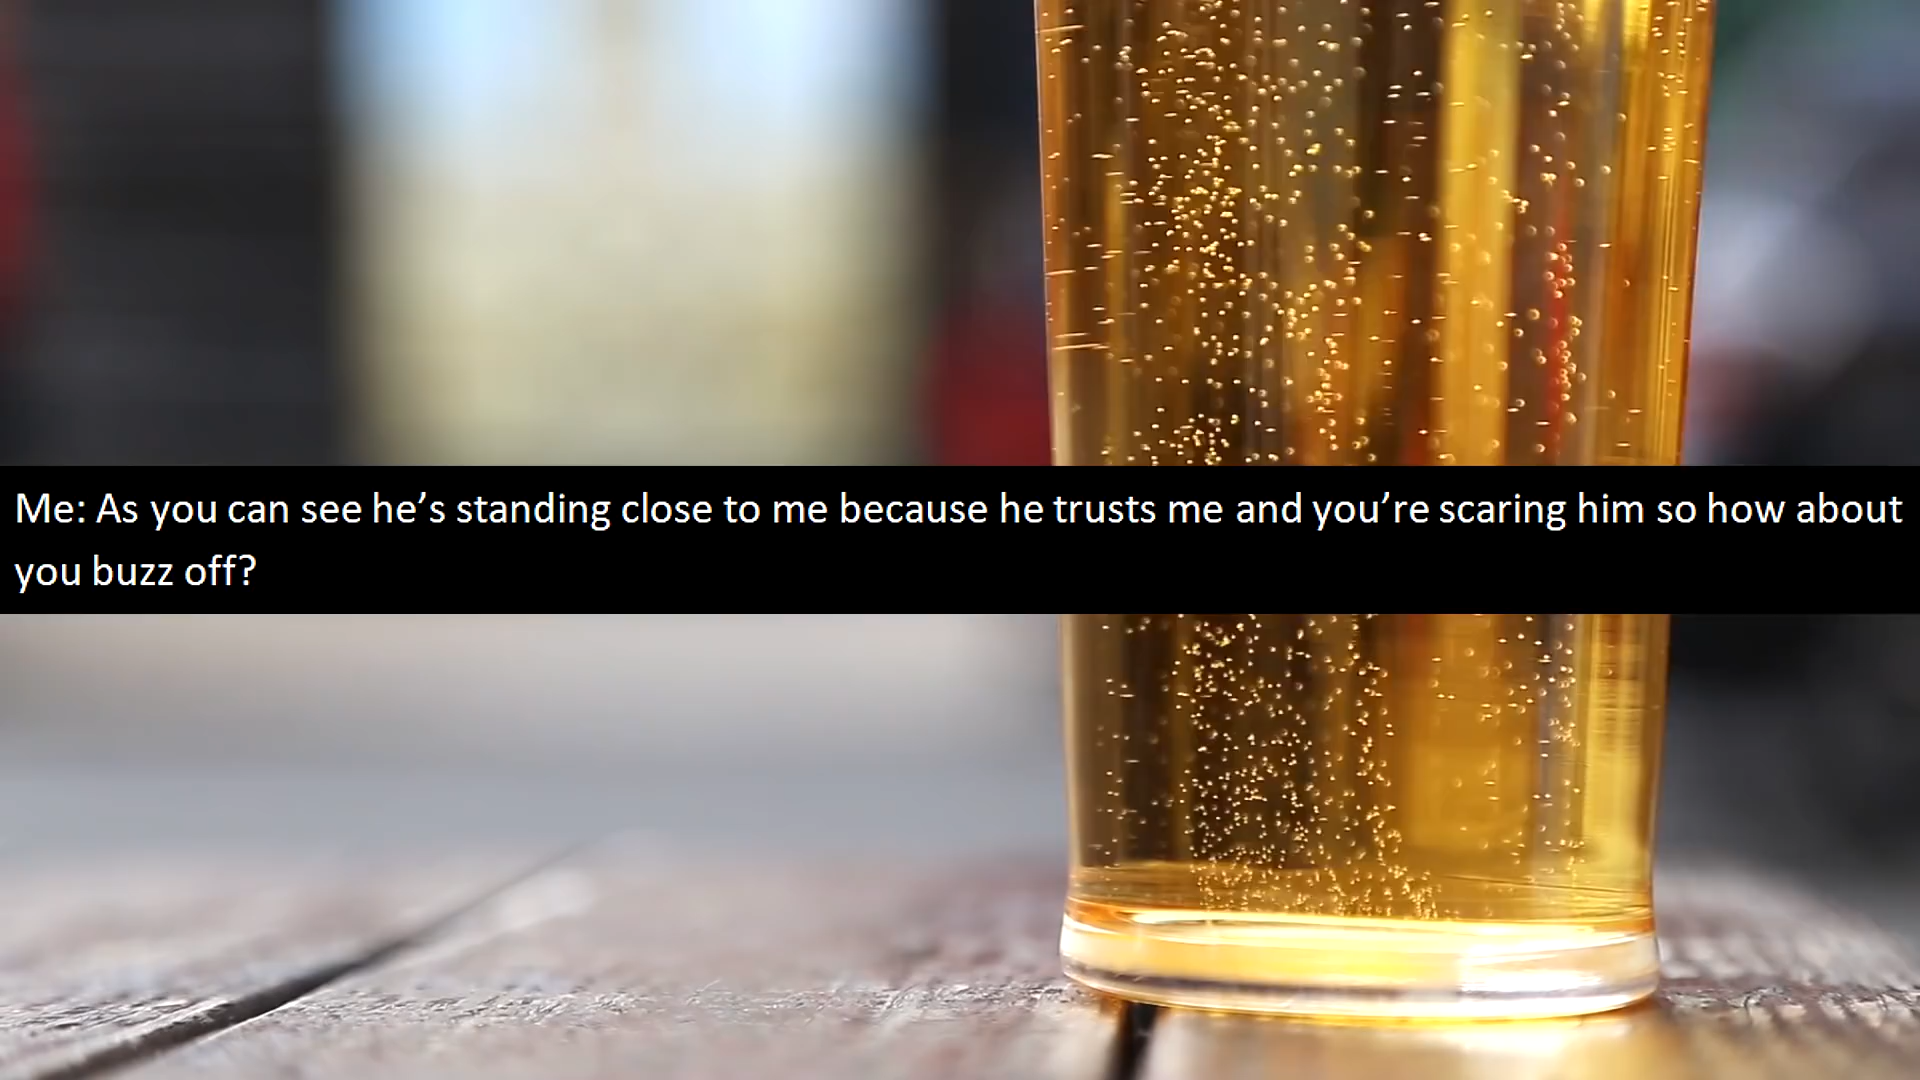 Me: As you can see he’s standing close to me because he trusts me and you’re scaring him so how about
you buzz off?